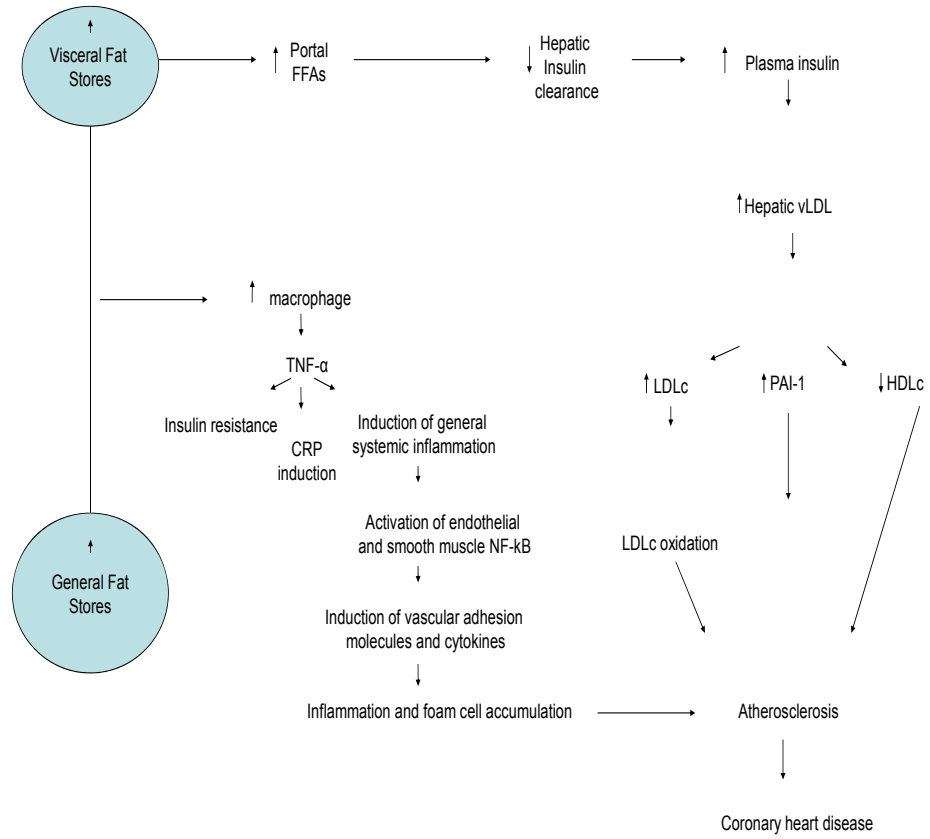 ↑
Visceral Fat
Stores
↑ Portal
FFAs
↓ Hepatic
Insulin
clearance
↑ Plasma insulin
↑Hepatic vLDL
↑ macrophage
TNF-α
Insulin resistance
CRP
induction
Induction of general
systemic inflammation
↑LDLc
↑PAI-1
↓HDLc
Activation of endothelial
and smooth muscle NF-kB
LDLc oxidation
↑
General Fat
Stores
Induction of vascular adhesion
molecules and cytokines
Inflammation and foam cell accumulation
Atherosclerosis
Coronary heart disease